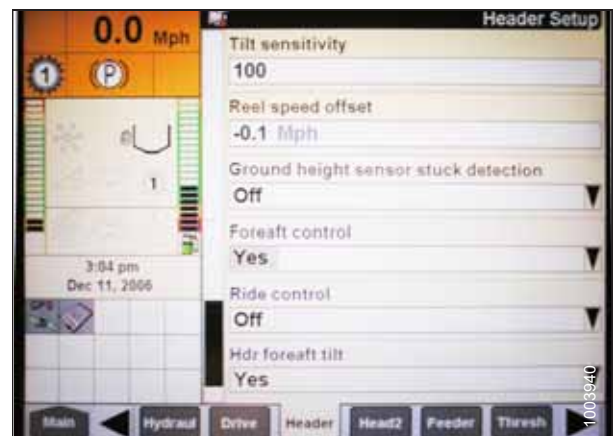 0.0 Mph
1
(P)
1
3:04 pm
Dec 11, 2006
GPS
Header Setup
Tilt sensitivity
100
Reel speed offset
-0.1 Mph
Ground height sensor stuck detection
Off
Foreaft control
Yes
Ride control
Off
Hdr foreaft tilt
Yes
Main
Hydraul
Drive
Header
Head2
Feeder
Thresh
1003940